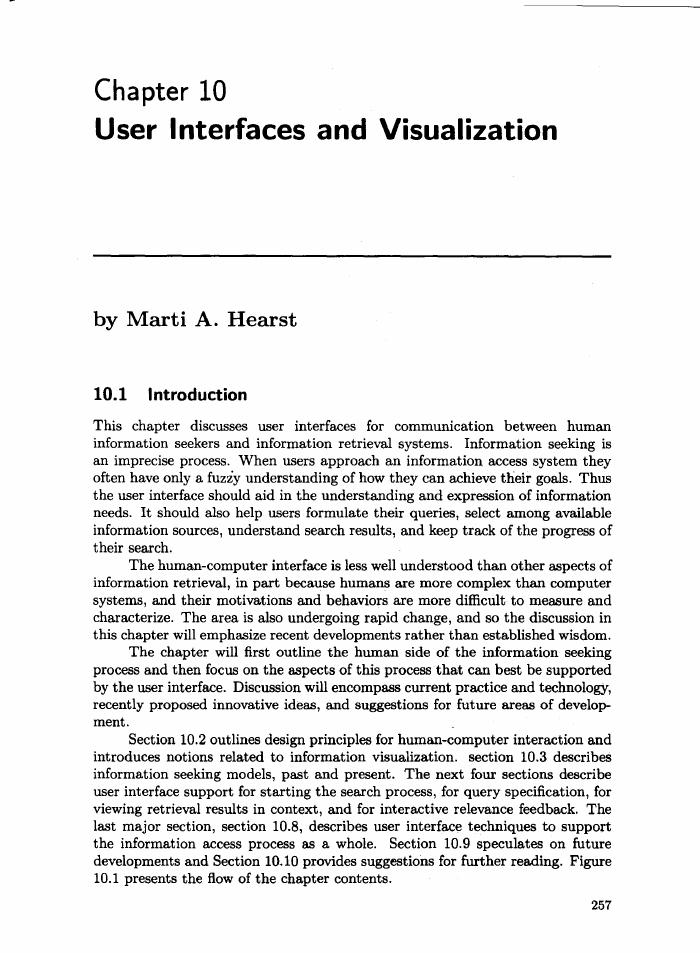 Chapter 10
User Interfaces and Visualization
by Marti A. Hearst
10.1 Introduction
This chapter discusses user interfaces for communication between human
information seekers and information retrieval systems. Information seeking is
an imprecise process. When users approach an information access system they
often have only a fuzzy understanding of how they can achieve their goals. Thus
the user interface should aid in the understanding and expression of information
needs. It should also help users formulate their queries, select among available
information sources, understand search results, and keep track of the progress of
their search.
The human-computer interface is less well understood than other aspects of
information retrieval, in part because humans are more complex than computer
systems, and their motivations and behaviors are more difficult to measure and
characterize. The area is also undergoing rapid change, and so the discussion in
this chapter will emphasize recent developments rather than established wisdom.
The chapter will first outline the human side of the information seeking
process and then focus on the aspects of this process that can best be supported
by the user interface. Discussion will encompass current practice and technology,
recently proposed innovative ideas, and suggestions for future areas of develop-
ment.
Section 10.2 outlines design principles for human-computer interaction and
introduces notions related to information visualization. section 10.3 describes
information seeking models, past and present. The next four sections describe
user interface support for starting the search process, for query specification, for
viewing retrieval results in context, and for interactive relevance feedback. The
last major section, section 10.8, describes user interface techniques to support
the information access process as a whole. Section 10.9 speculates on future
developments and Section 10.10 provides suggestions for further reading. Figure
10.1 presents the flow of the chapter contents.
257